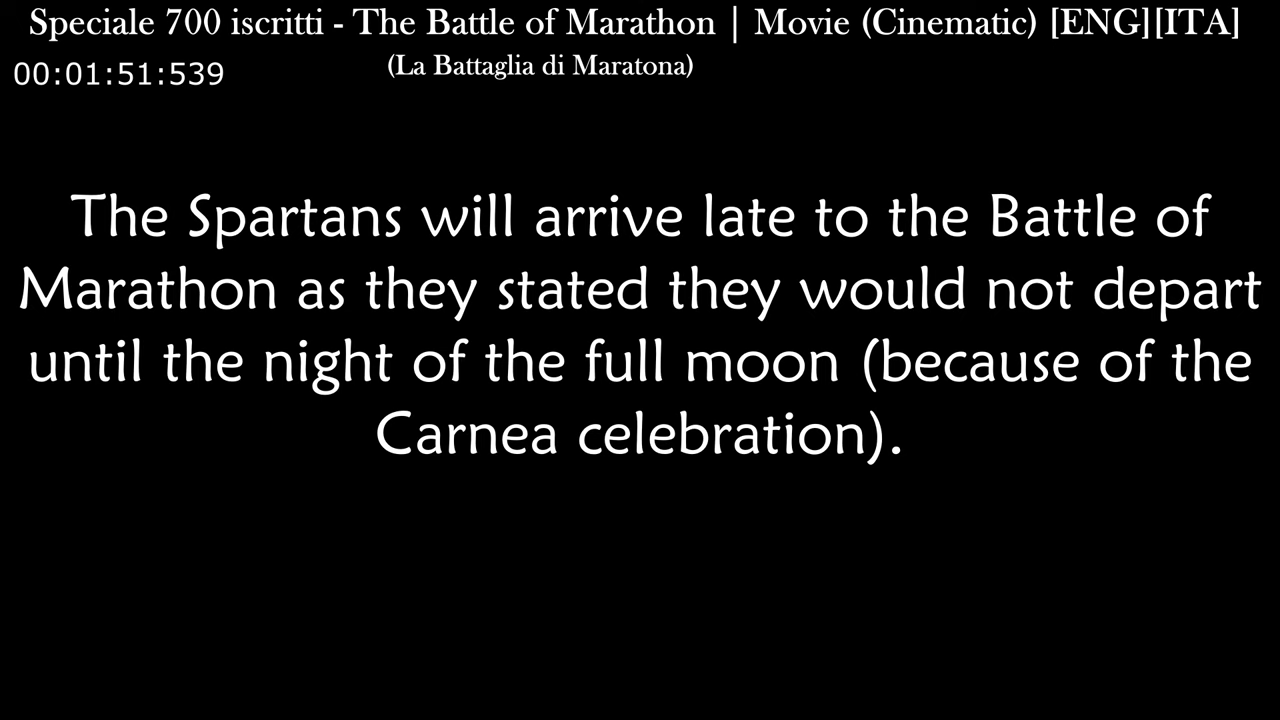 Speciale 700 iscritti - The Battle of Marathon | Movie (Cinematic) [ENG][ITA]
(La Battaglia di Maratona)
00:01:51:539
The Spartans will arrive late to the Battle of
Marathon as they stated they would not depart
until the night of the full moon (because of the
Carnea celebration).